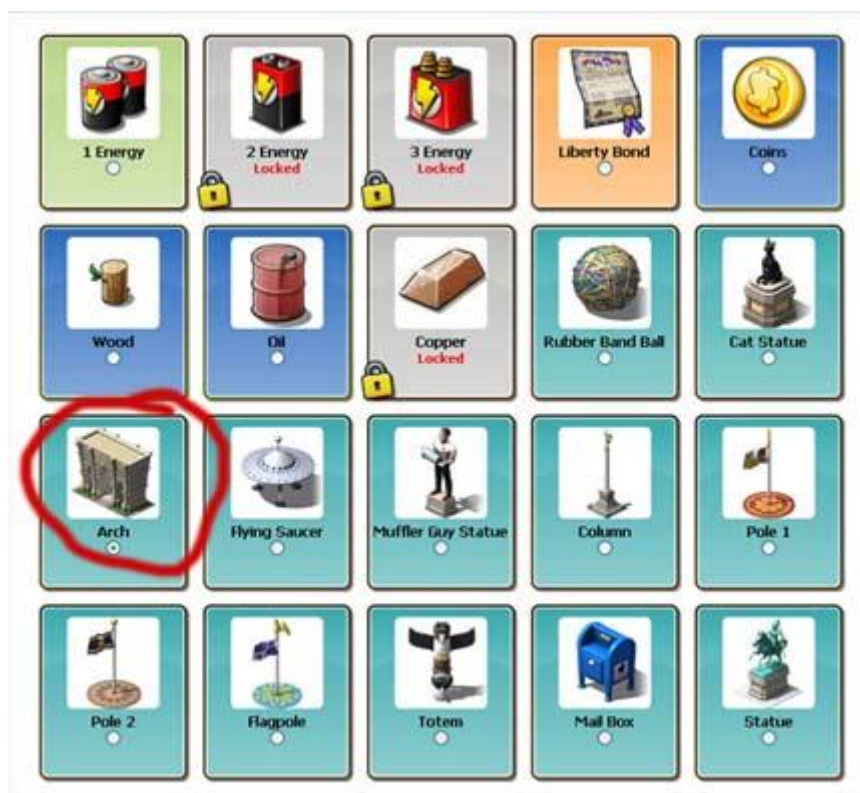 1 Energy
2 Energy
Locked
3 Energy
Locked
Liberty Bond
Coins
Wood
Oil
Copper
Locked
Rubber Band Ball
Cat Statue
Arch
Flying Saucer
Muffler Guy Statue
Column
Pole 1
Pole 2
Flagpole
Totem
Mail Box
Statue